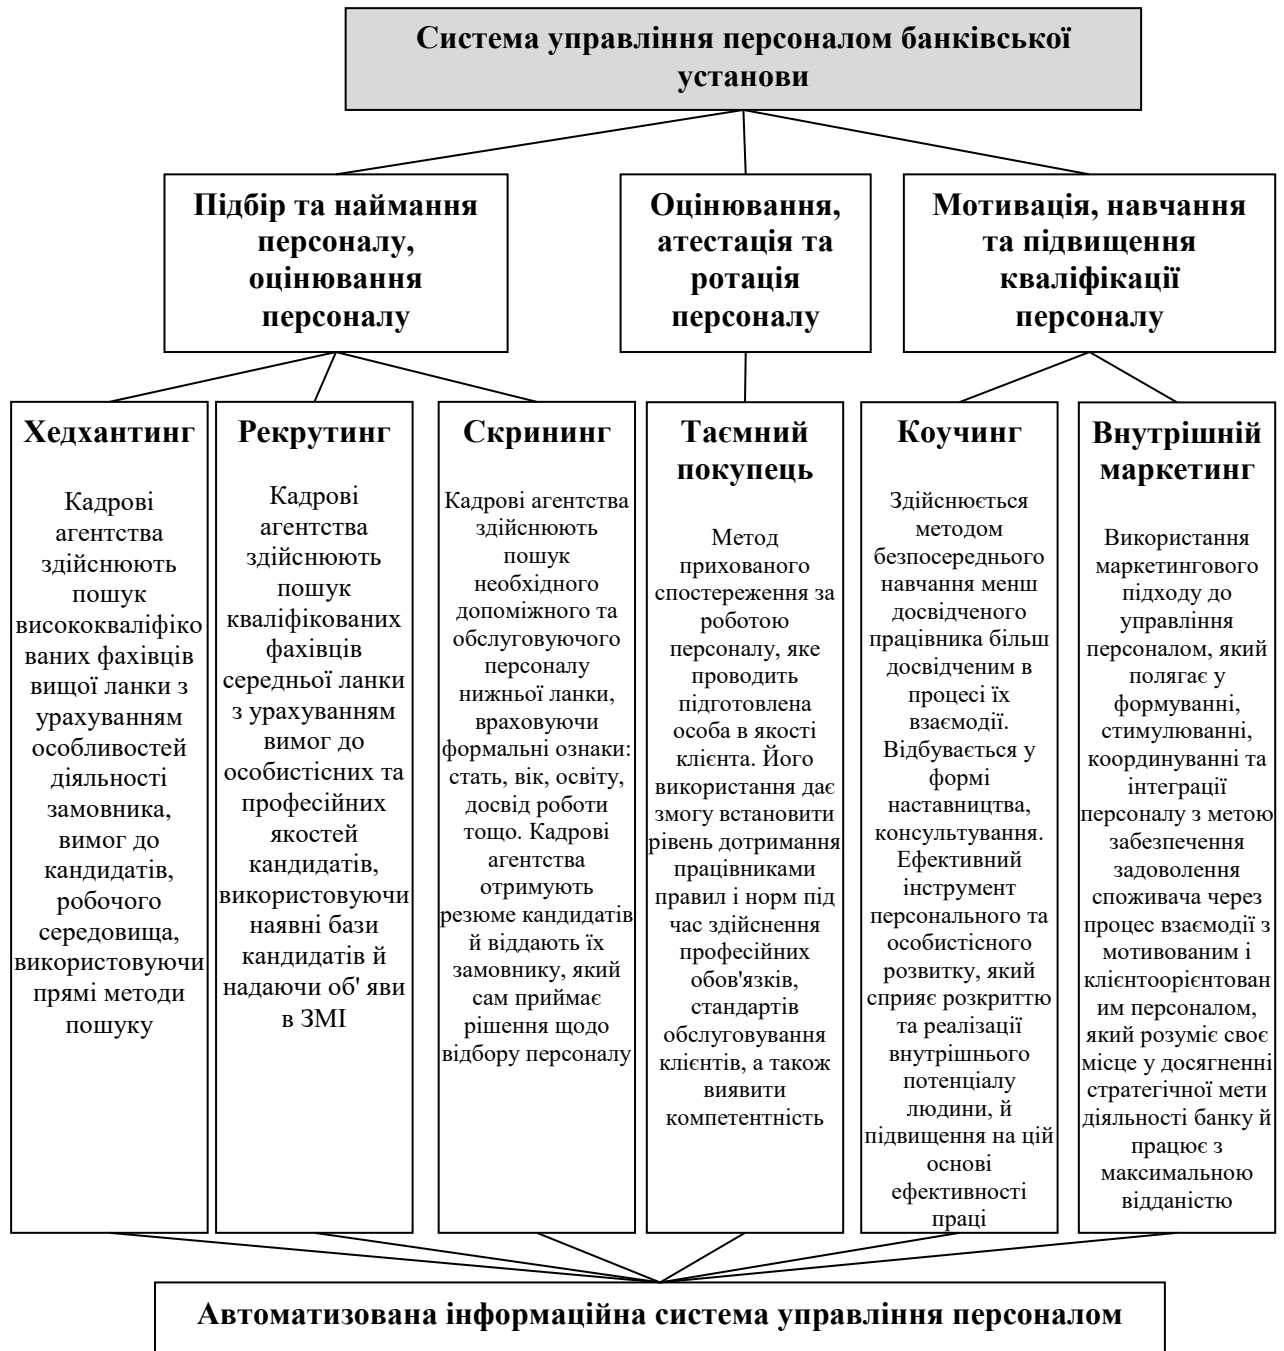 Система управління персоналом банківської
установи
Підбір та наймання
персоналу,
оцінювання
персоналу
Оцінювання,
атестація та
ротація
персоналу
Мотивація, навчання
та підвищення
кваліфікації
персоналу
Хедхантинг
Кадрові
агентства
здійснюють
пошук
висококваліфіко
ваних фахівців
вищої ланки з
урахуванням
особливостей
діяльності
замовника,
вимог до
кандидатів,
робочого
середовища,
використовуючи
прямі методи
пошуку
Рекрутинг
Кадрові
агентства
здійснюють
пошук
кваліфікованих
фахівців
середньої ланки
з урахуванням
вимог до
особистісних та
професійних
якостей
кандидатів,
використовуючи
наявні бази
кандидатів й
надаючи об' яви
в ЗМІ
Скрининг
Кадрові агентства
здійснюють
пошук
необхідного
допоміжного та
обслуговуючого
персоналу
нижньої ланки,
враховуючи
формальні ознаки:
стать, вік, освіту,
досвід роботи
тощо. Кадрові
агентства
отримують
резюме кандидатів
й віддають їх
замовнику, який
сам приймає
рішення щодо
відбору персоналу
Таємний
покупець
Метод
прихованого
спостереження за
роботою
персоналу, яке
проводить
підготовлена
особа в якості
клієнта. Його
використання дає
змогу встановити
рівень дотримання
працівниками
правил і норм під
час здійснення
професійних
обов'язків,
стандартів
обслуговування
клієнтів, а також
виявити
компетентність
Коучинг
Здійснюється
методом
безпосереднього
навчання менш
досвідченого
працівника більш
досвідченим в
процесі їх
взаємодії.
Відбувається у
формі
наставництва,
консультування.
Ефективний
інструмент
персонального та
особистісного
розвитку, який
сприяє розкриттю
та реалізації
внутрішнього
потенціалу
людини, й
підвищення на цій
основі
ефективності
праці
Внутрішній
маркетинг
Використання
маркетингового
підходу до
управління
персоналом, який
полягає у
формуванні,
стимулюванні,
координуванні та
інтеграції
персоналу з метою
забезпечення
задоволення
споживача через
процес взаємодії з
мотивованим і
клієнтоорієнтован
им персоналом,
який розуміє своє
місце у досягненні
стратегічної мети
діяльності банку й
працює з
максимальною
відданістю
Автоматизована інформаційна система управління персоналом